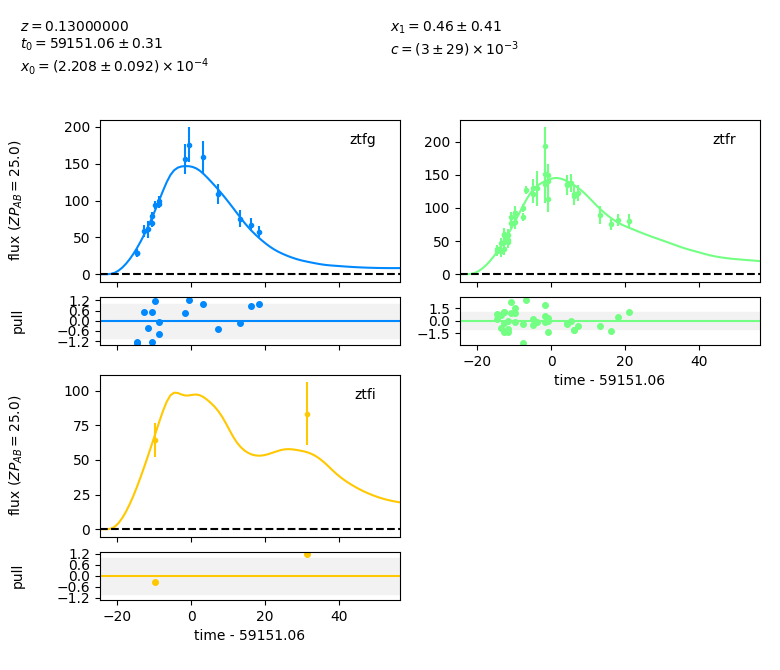 z = 0.13000000
t₀ = 59151.06 ± 0.31
x₀ = (2.208 ± 0.092) × 10⁻⁴
x₁ = 0.46 ± 0.41
c = (3 ± 29) × 10⁻³
flux (ZP_AB = 25.0)
200
150
100
50
0
ztfg
pull
1.2
0.6
0.0
−0.6
−1.2
200
150
100
50
0
ztfr
1.5
0.0
−1.5
−20 0 20 40
time - 59151.06
flux (ZP_AB = 25.0)
100
75
50
25
0
ztfi
pull
1.2
0.6
0.0
−0.6
−1.2
−20 0 20 40
time - 59151.06